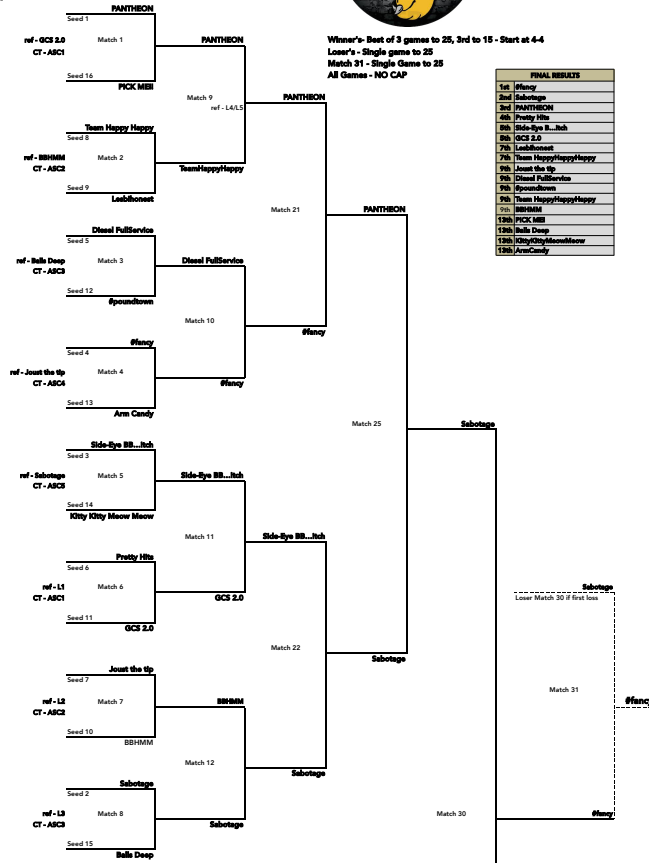 PANTHEON
Seed 1
ref - GCS 2.0
CT - ASC1
Match 1
Seed 16
PICK ME!!
PANTHEON
Match 9
ref - L4/L5
Team Happy Happy
Seed 8
ref - BBHMM
CT - ASC2
Match 2
Seed 9
Lesbihonest
TeamHappyHappy
PANTHEON
Match 21
Diesel FullService
Seed 5
ref - Balls Deep
CT - ASC3
Match 3
Seed 12
#poundtown
Diesel FullService
Match 10
#fancy
Seed 4
ref - Joust the tip
CT - ASC4
Match 4
Seed 13
Arm Candy
#fancy
#fancy
PANTHEON
Match 25
Side-Eye BB...itch
Seed 3
ref - Sabotage
CT - ASC5
Match 5
Seed 14
Kitty Kitty Meow Meow
Side-Eye BB...itch
Match 11
Pretty Hits
Seed 6
ref - L1
CT - ASC1
Match 6
Seed 11
GCS 2.0
GCS 2.0
Side-Eye BB...itch
Match 22
Joust the tip
Seed 7
ref - L2
CT - ASC2
Match 7
Seed 10
BBHMM
BBHMM
Match 12
Sabotage
Seed 2
ref - L3
CT - ASC3
Match 8
Seed 15
Balls Deep
Sabotage
Sabotage
Sabotage
Sabotage
Match 30
Winner's- Best of 3 games to 25, 3rd to 15 - Start at 4-4
Loser's - Single game to 25
Match 31 - Single Game to 25
All Games - NO CAP
FINAL RESULTS
1st #fancy
2nd Sabotage
3rd PANTHEON
4th Pretty Hits
5th Side-Eye B...itch
5th GCS 2.0
7th Lesbihonest
7th Team HappyHappyHappy
9th Joust the tip
9th Diesel FullService
9th #poundtown
9th Team HappyHappyHappy
9th BBHMM
13th PICK ME!!
13th Balls Deep
13th KittyKittyMeowMeow
13th ArmCandy
Sabotage
Loser Match 30 if first loss
Match 31
#fancy
#fancy